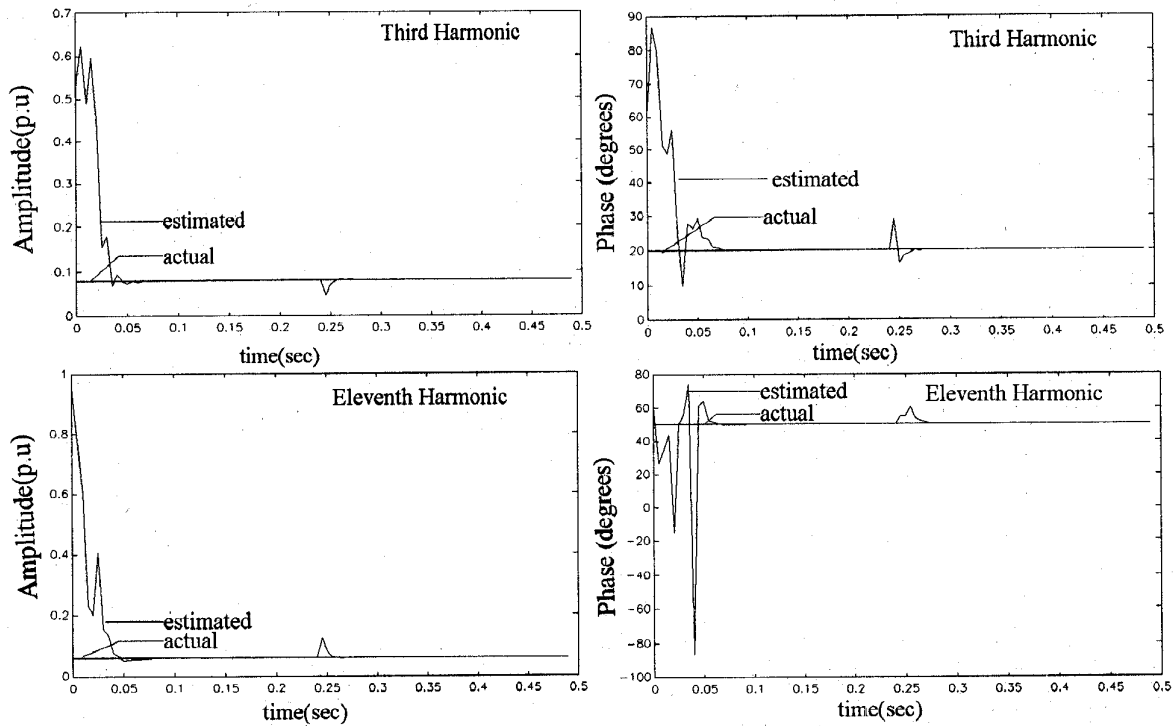 Third Harmonic
Amplitude(p.u)
0.7
0.6
0.5
0.4
0.3
0.2
0.1
0
estimated
actual
0 0.05 0.1 0.15 0.2 0.25 0.3 0.35 0.4 0.45 0.5
time(sec)
Third Harmonic
Phase (degrees)
90
80
70
60
50
40
30
20
10
0
estimated
actual
0 0.05 0.1 0.15 0.2 0.25 0.3 0.35 0.4 0.45 0.5
time(sec)
Eleventh Harmonic
Amplitude(p.u)
1
0.8
0.6
0.4
0.2
0
estimated
actual
0 0.05 0.1 0.15 0.2 0.25 0.3 0.35 0.4 0.45 0.5
time(sec)
Eleventh Harmonic
Phase (degrees)
80
60
40
20
0
-20
-40
-60
-80
-100
estimated
actual
0 0.05 0.1 0.15 0.2 0.25 0.3 0.35 0.4 0.45 0.5
time(sec)